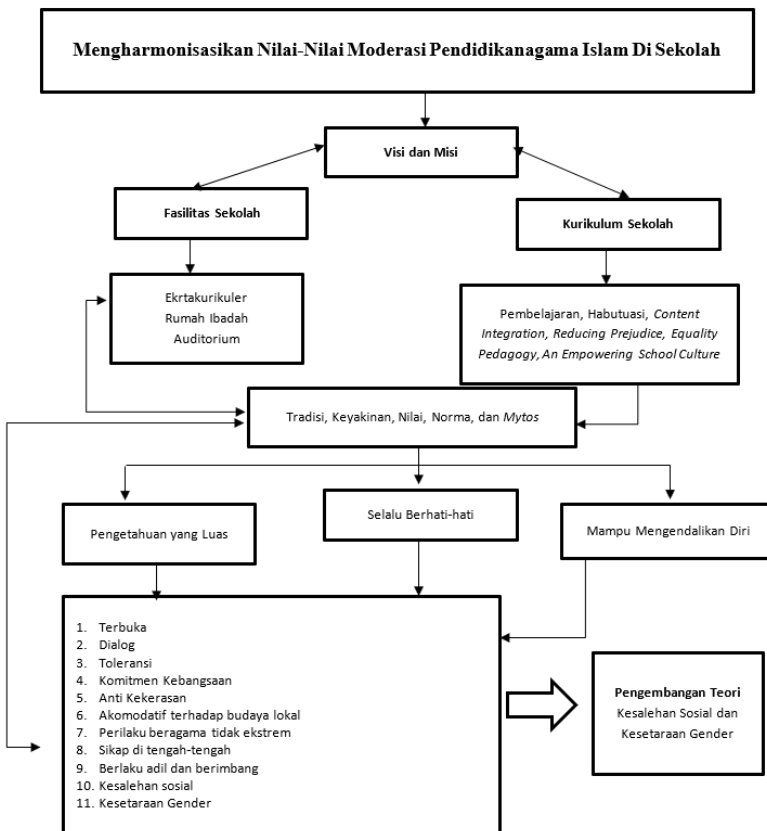 Mengharmonisasikan Nilai-Nilai Moderasi Pendidikanagama Islam Di Sekolah
Visi dan Misi
Fasilitas Sekolah
Kurikulum Sekolah
Ekrtakurikuler
Rumah Ibadah
Auditorium
Pembelajaran, Habutuasi, Content
Integration, Reducing Prejudice, Equality
Pedagogy, An Empowering School Culture
Tradisi, Keyakinan, Nilai, Norma, dan Mytos
Pengetahuan yang Luas
Selalu Berhati-hati
Mampu Mengendalikan Diri
1. Terbuka
2. Dialog
3. Toleransi
4. Komitmen Kebangsaan
5. Anti Kekerasan
6. Akomodatif terhadap budaya lokal
7. Perilaku beragama tidak ekstrem
8. Sikap di tengah-tengah
9. Berlaku adil dan berimbang
10. Kesalehan sosial
11. Kesetaraan Gender
Pengembangan Teori
Kesalehan Sosial dan
Kesetaraan Gender